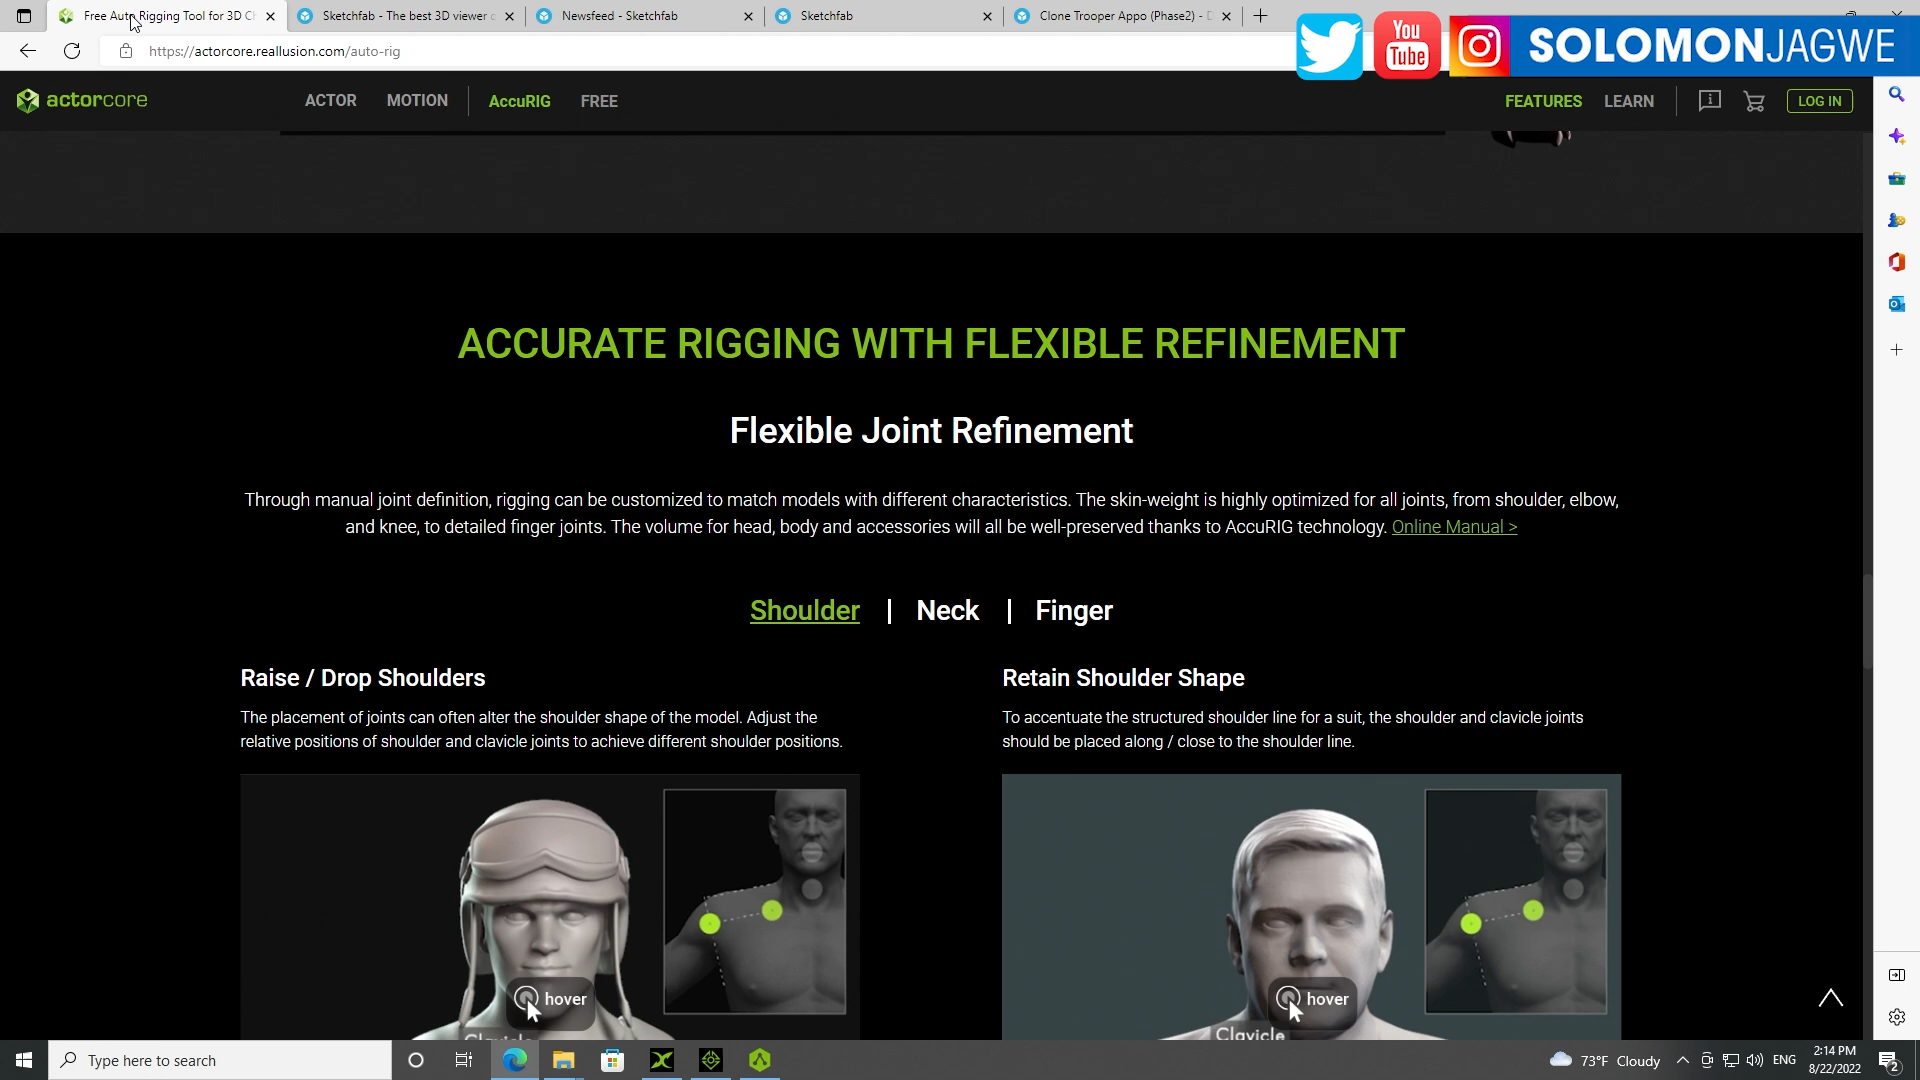 Free Auto Rigging Tool for 3D Ch
Sketchfab - The best 3D viewer o
Newsfeed - Sketchfab
Sketchfab
Clone Trooper Appo (Phase2) - D
https://actorcore.reallusion.com/auto-rig
You
Tube
SOLOMONJAGWE
actorcore
ACTOR
MOTION
AccuRIG
FREE
FEATURES
LEARN
LOG IN
ACCURATE RIGGING WITH FLEXIBLE REFINEMENT
Flexible Joint Refinement
Through manual joint definition, rigging can be customized to match models with different characteristics. The skin-weight is highly optimized for all joints, from shoulder, elbow,
and knee, to detailed finger joints. The volume for head, body and accessories will all be well-preserved thanks to AccuRIG technology. Online Manual >
Shoulder | Neck | Finger
Raise / Drop Shoulders
The placement of joints can often alter the shoulder shape of the model. Adjust the
relative positions of shoulder and clavicle joints to achieve different shoulder positions.
Retain Shoulder Shape
To accentuate the structured shoulder line for a suit, the shoulder and clavicle joints
should be placed along / close to the shoulder line.
hover
Clavicle
hover
Clavicle
Type here to search
73°F Cloudy
ENG
2:14 PM
8/22/2022
2